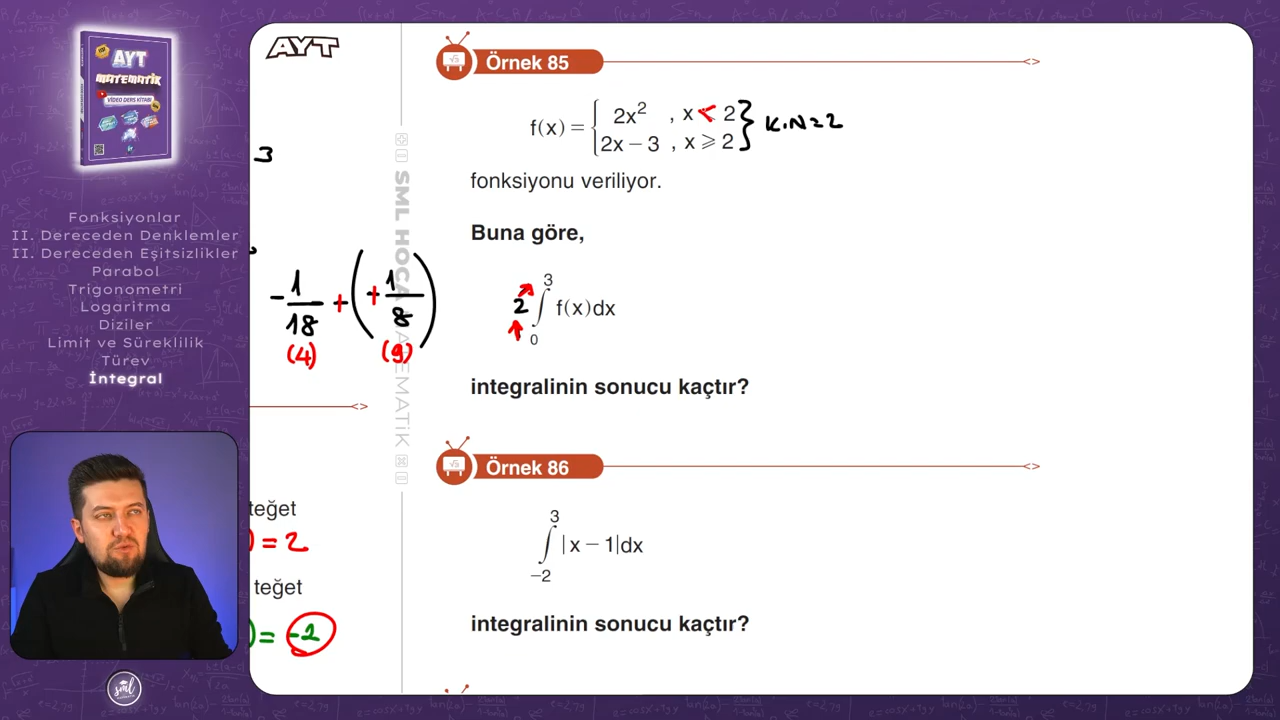 AYT
MATEMATİK
VİDEO DERS KİTABI
Fonksiyonlar
II. Dereceden Denklemler
II. Dereceden Eşitsizlikler
Parabol
Trigonometri
Logaritma
Diziler
Limit ve Süreklilik
Türev
İntegral
sml
AYT
3
-1/18 + (+1/8)
(4) (9)
teğet
) = 2
teğet
) = -2
SML HOCA MATEMATİK
Örnek 85
f(x) = { 2x² , x < 2
2x − 3 , x ⩾ 2 } K.N=2
fonksiyonu veriliyor.
Buna göre,
2 ∫₀³ f(x)dx
integralinin sonucu kaçtır?
Örnek 86
∫₋₂³ |x − 1|dx
integralinin sonucu kaçtır?